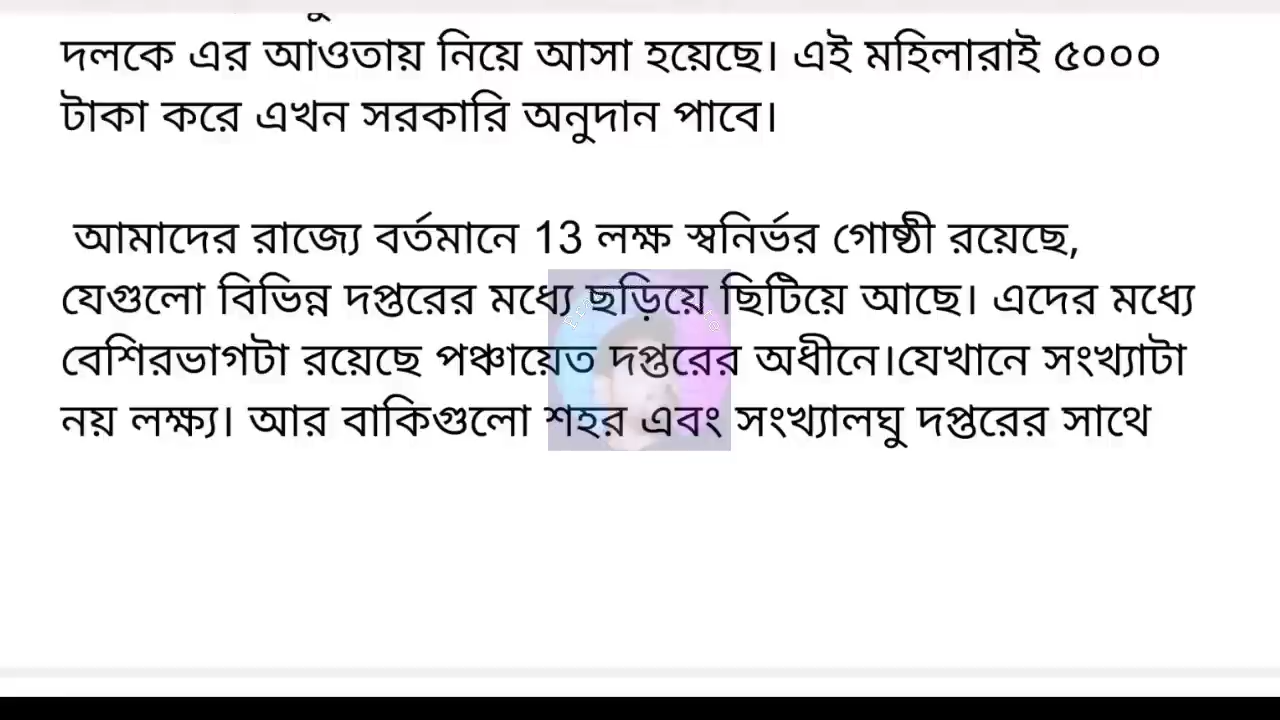 দলকে এর আওতায় নিয়ে আসা হয়েছে। এই মহিলারাই ৫০০০
টাকা করে এখন সরকারি অনুদান পাবে।
আমাদের রাজ্যে বর্তমানে 13 লক্ষ স্বনির্ভর গোষ্ঠী রয়েছে,
যেগুলো বিভিন্ন দপ্তরের মধ্যে ছড়িয়ে ছিটিয়ে আছে। এদের মধ্যে
বেশিরভাগটা রয়েছে পঞ্চায়েত দপ্তরের অধীনে।যেখানে সংখ্যাটা
নয় লক্ষ্য। আর বাকিগুলো শহর এবং সংখ্যালঘু দপ্তরের সাথে